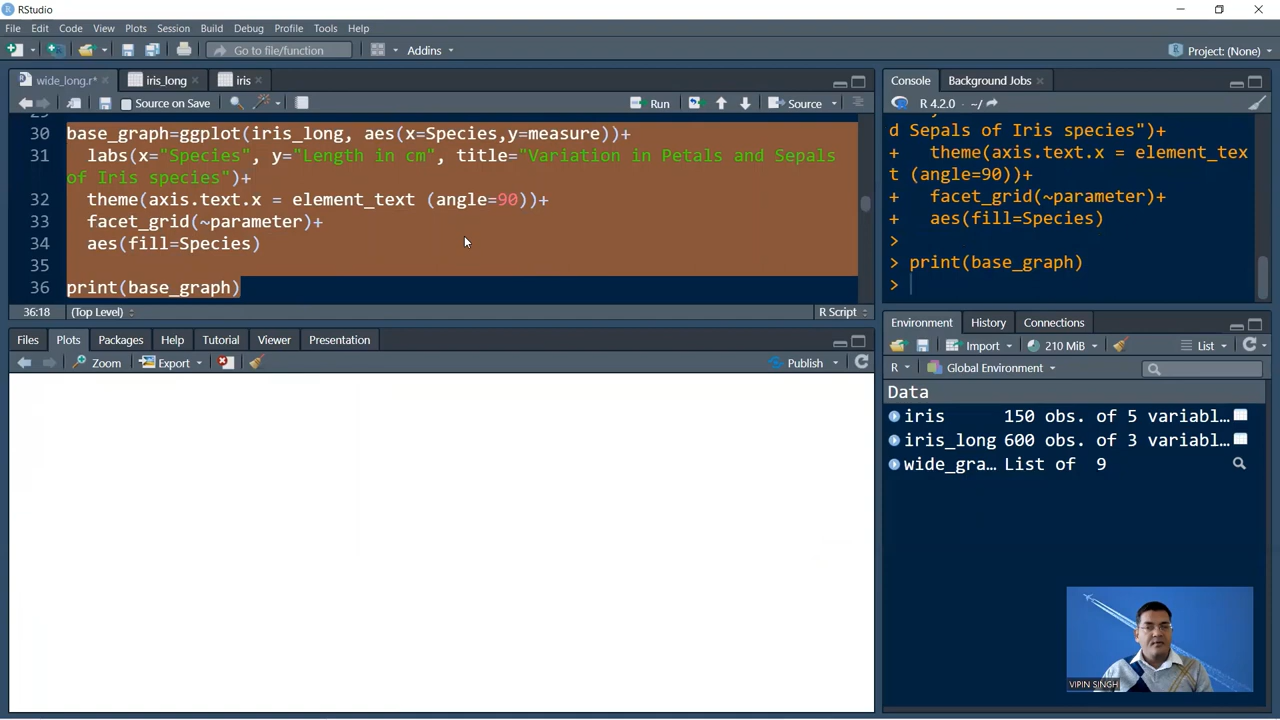 RStudio
File Edit Code View Plots Session Build Debug Profile Tools Help
Go to file/function Addins Project: (None)
wide_long.r* iris_long iris
Source on Save Run Source
30 base_graph=ggplot(iris_long, aes(x=Species,y=measure))+
31 labs(x="Species", y="Length in cm", title="Variation in Petals and Sepals
of Iris species")+
32 theme(axis.text.x = element_text (angle=90))+
33 facet_grid(~parameter)+
34 aes(fill=Species)
35
36 print(base_graph)
36:18 (Top Level) R Script
Files Plots Packages Help Tutorial Viewer Presentation
Zoom Export Publish
Console Background Jobs
R 4.2.0 · ~/
d Sepals of Iris species")+
+ theme(axis.text.x = element_tex
t (angle=90))+
+ facet_grid(~parameter)+
+ aes(fill=Species)
>
> print(base_graph)
>
Environment History Connections
Import 210 MiB List
R Global Environment
Data
iris 150 obs. of 5 variabl…
iris_long 600 obs. of 3 variabl…
wide_gra… List of 9
VIPIN SINGH